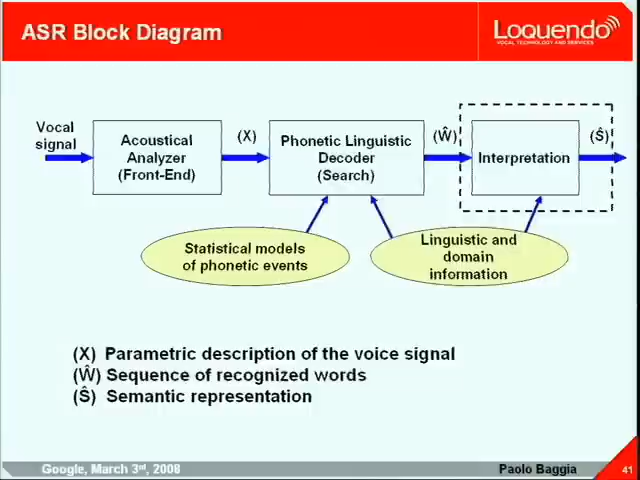 ASR Block Diagram
Loquendo
VOCAL TECHNOLOGY AND SERVICES
Vocal
signal
Acoustical
Analyzer
(Front-End)
(X)
Phonetic Linguistic
Decoder
(Search)
(Ŵ)
Interpretation
(Ŝ)
Statistical models
of phonetic events
Linguistic and
domain
information
(X) Parametric description of the voice signal
(Ŵ) Sequence of recognized words
(Ŝ) Semantic representation
Google, March 3rd, 2008
Paolo Baggia
41